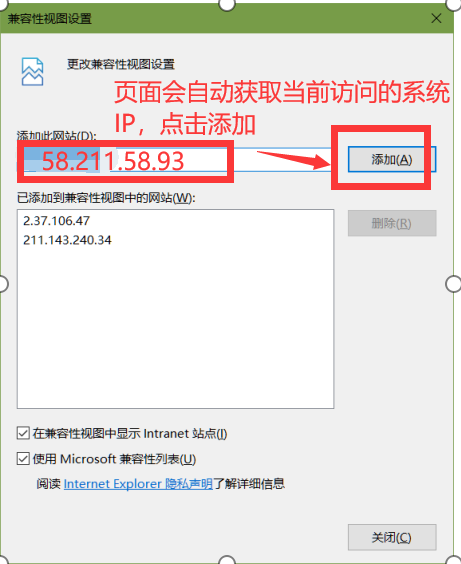 兼容性视图设置
更改兼容性视图设置
页面会自动获取当前访问的系统
IP，点击添加
添加此网站(D):
58.211.58.93
添加(A)
已添加到兼容性视图中的网站(W):
2.37.106.47
211.143.240.34
删除(R)
在兼容性视图中显示 Intranet 站点(I)
使用 Microsoft 兼容性列表(U)
阅读 Internet Explorer 隐私声明了解详细信息
关闭(C)